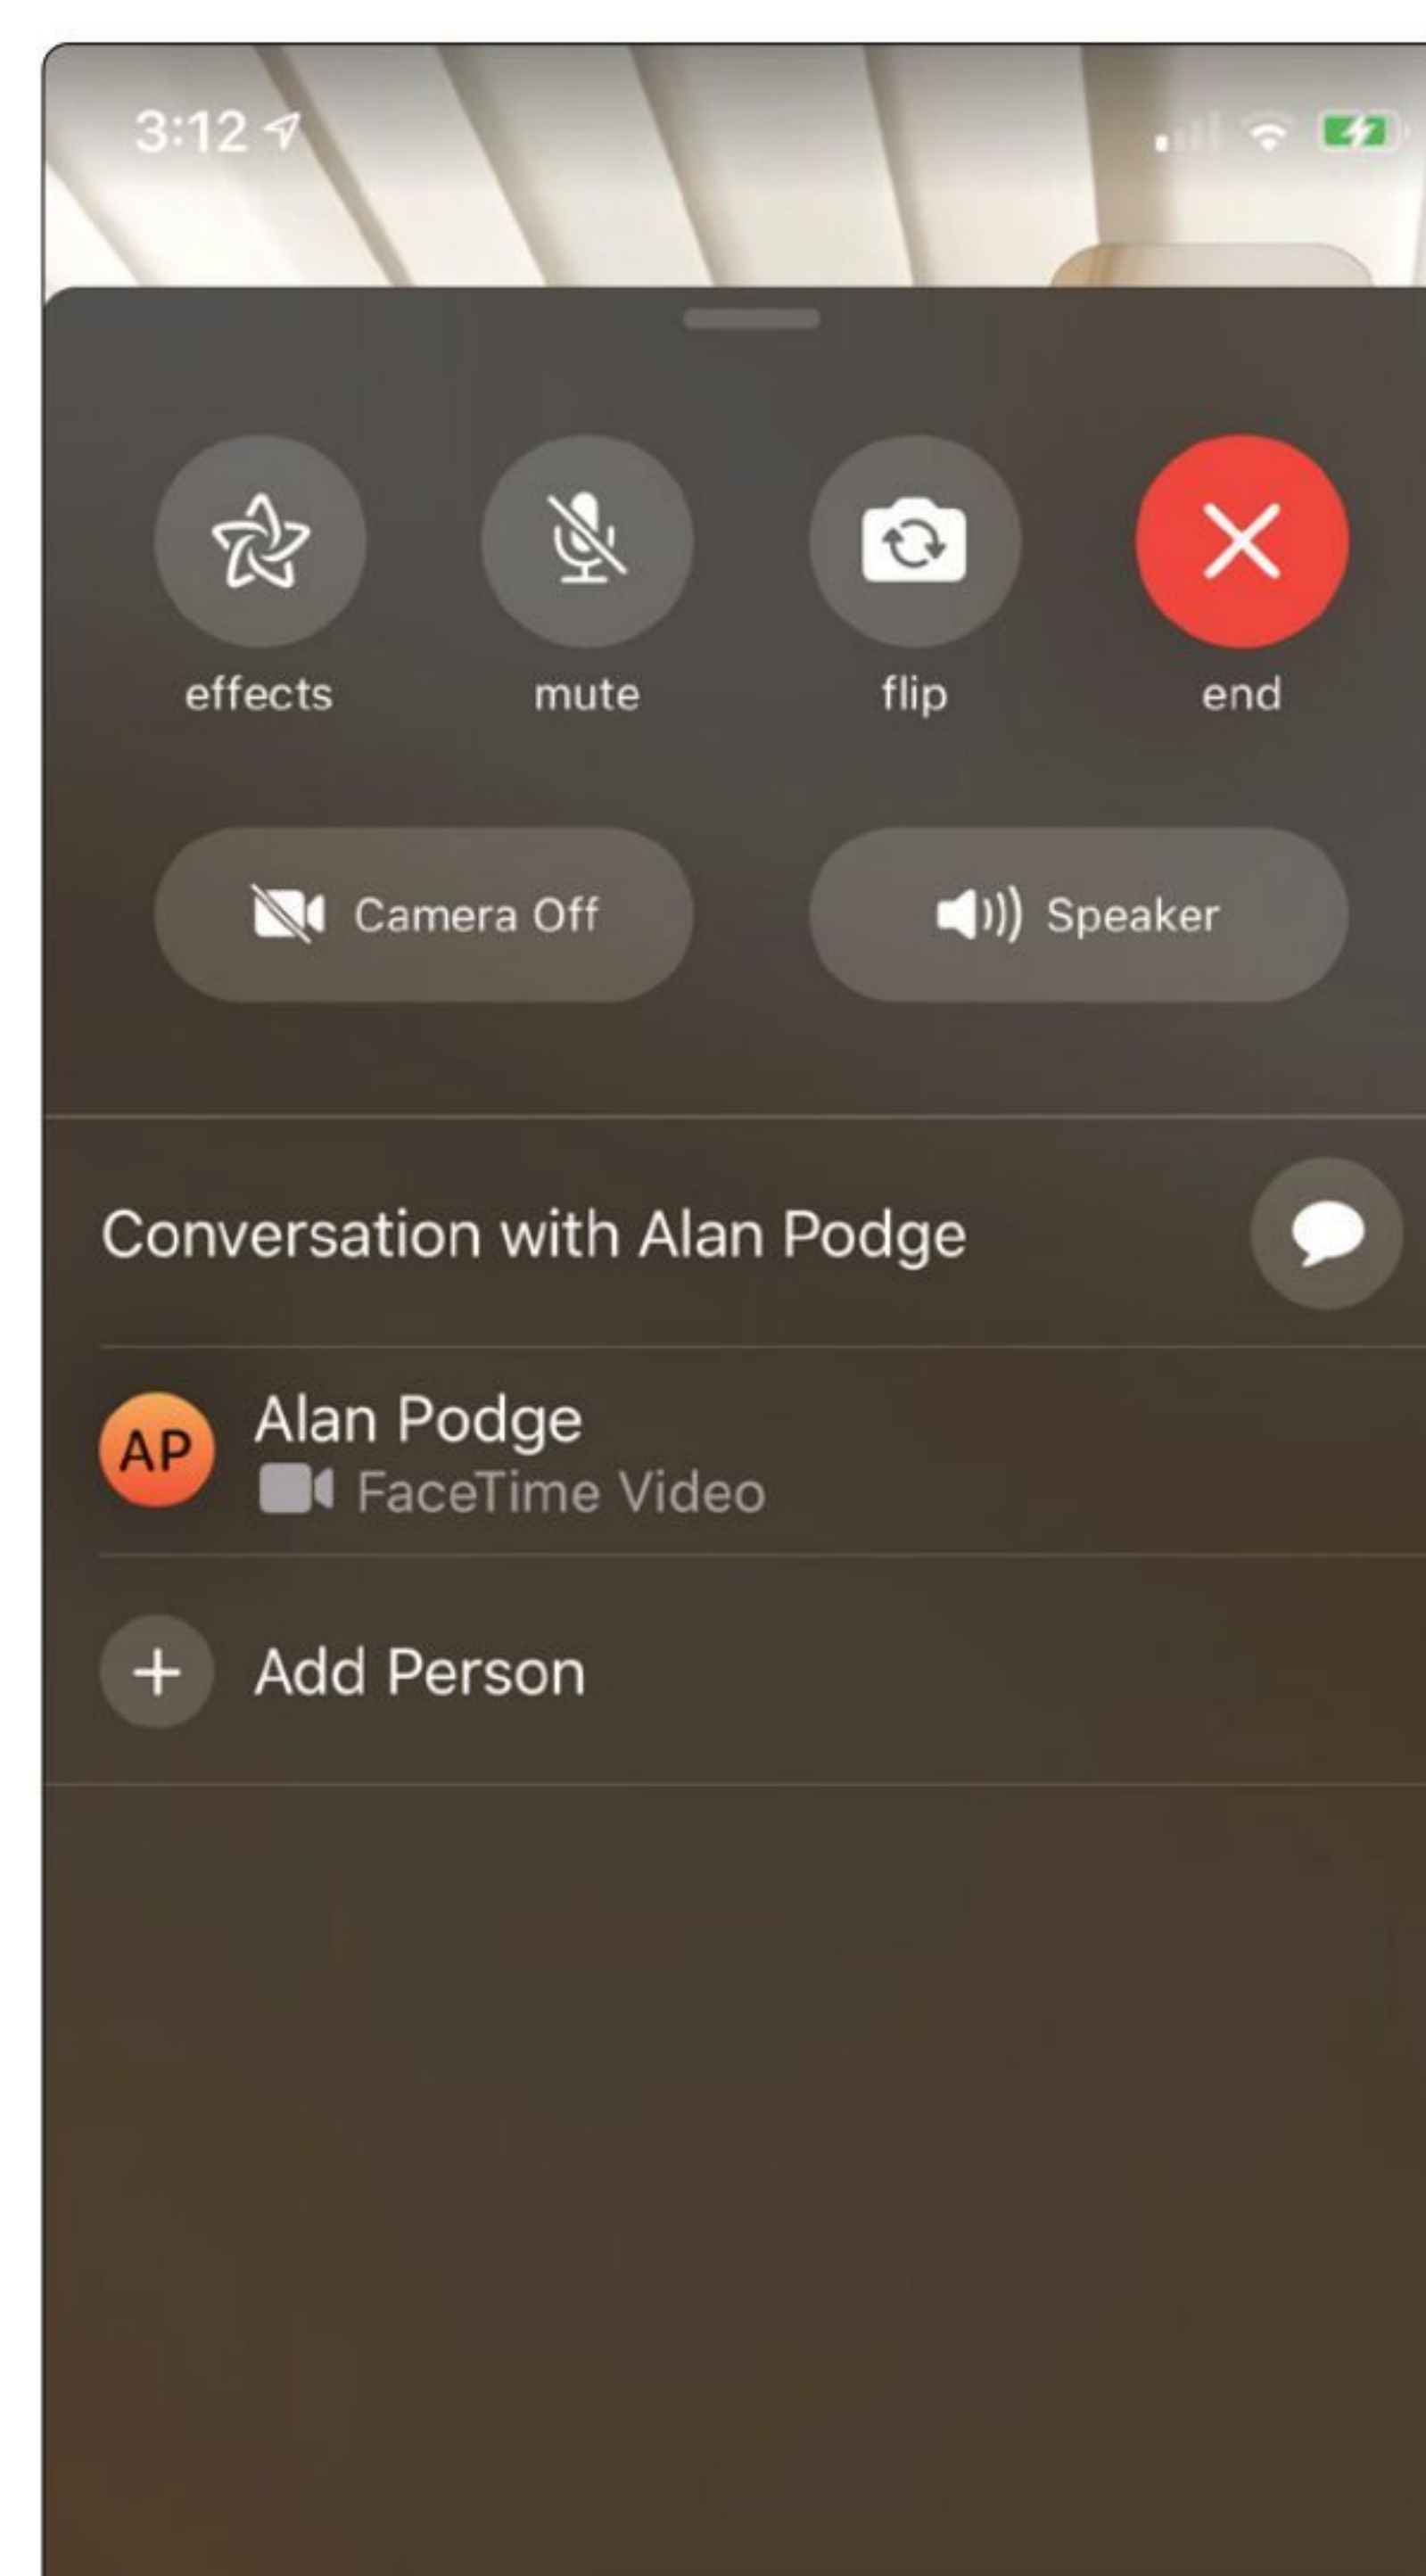 3:12
effects mute flip end
Camera Off Speaker
Conversation with Alan Podge
AP
Alan Podge
FaceTime Video
Add Person